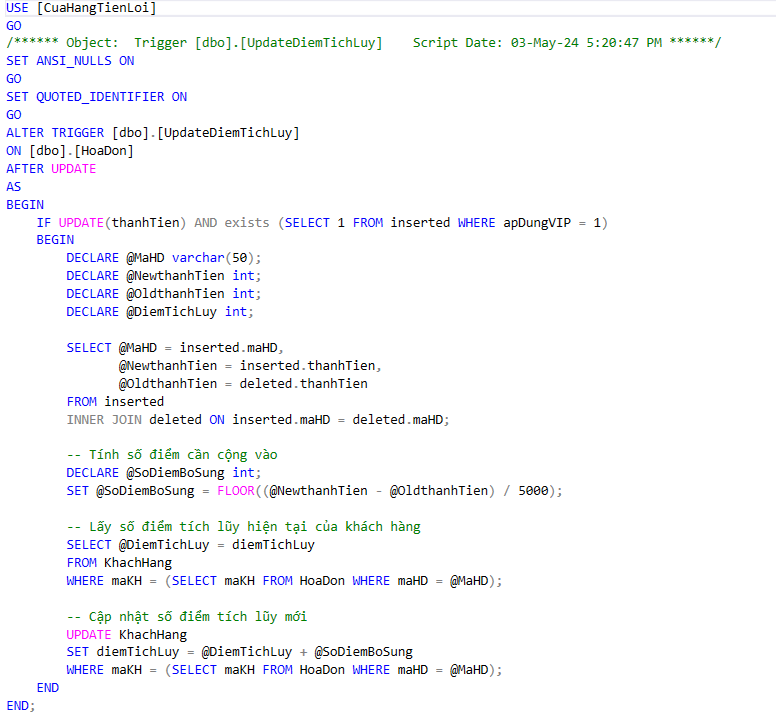 USE [CuaHangTienLoi]
GO
/****** Object:  Trigger [dbo].[UpdateDiemTichLuy]    Script Date: 03-May-24 5:20:47 PM ******/
SET ANSI_NULLS ON
GO
SET QUOTED_IDENTIFIER ON
GO
ALTER TRIGGER [dbo].[UpdateDiemTichLuy]
ON [dbo].[HoaDon]
AFTER UPDATE
AS
BEGIN
    IF UPDATE(thanhTien) AND exists (SELECT 1 FROM inserted WHERE apDungVIP = 1)
    BEGIN
        DECLARE @MaHD varchar(50);
        DECLARE @NewthanhTien int;
        DECLARE @OldthanhTien int;
        DECLARE @DiemTichLuy int;

        SELECT @MaHD = inserted.maHD,
               @NewthanhTien = inserted.thanhTien,
               @OldthanhTien = deleted.thanhTien
        FROM inserted
        INNER JOIN deleted ON inserted.maHD = deleted.maHD;

        -- Tính số điểm cần cộng vào
        DECLARE @SoDiemBoSung int;
        SET @SoDiemBoSung = FLOOR((@NewthanhTien - @OldthanhTien) / 5000);

        -- Lấy số điểm tích lũy hiện tại của khách hàng
        SELECT @DiemTichLuy = diemTichLuy
        FROM KhachHang
        WHERE maKH = (SELECT maKH FROM HoaDon WHERE maHD = @MaHD);

        -- Cập nhật số điểm tích lũy mới
        UPDATE KhachHang
        SET diemTichLuy = @DiemTichLuy + @SoDiemBoSung
        WHERE maKH = (SELECT maKH FROM HoaDon WHERE maHD = @MaHD);
    END
END;